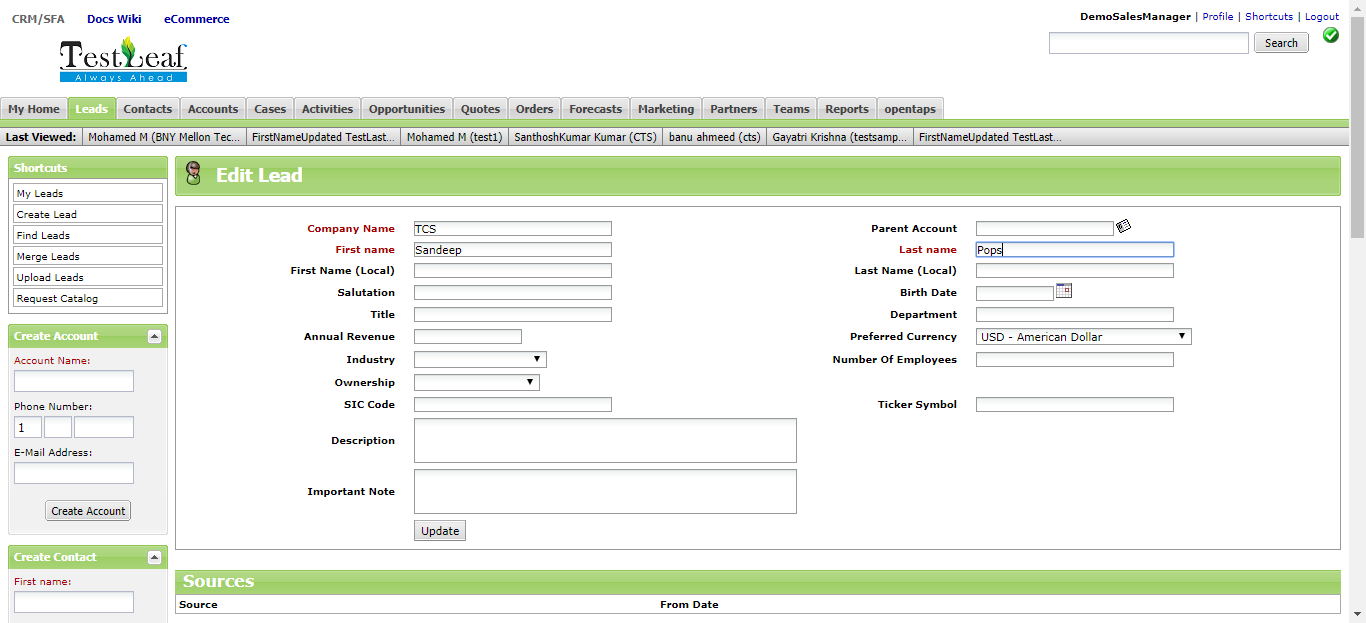 CRM/SFA Docs Wiki eCommerce
DemoSalesManager | Profile | Shortcuts | Logout
TestLeaf
Always Ahead
Search
My Home Leads Contacts Accounts Cases Activities Opportunities Quotes Orders Forecasts Marketing Partners Teams Reports opentaps
Last Viewed: Mohamed M (BNY Mellon Tec... FirstNameUpdated TestLast... Mohamed M (test1) SanthoshKumar Kumar (CTS) banu ahmeed (cts) Gayatri Krishna (testsamp... FirstNameUpdated TestLast...
Shortcuts
My Leads
Create Lead
Find Leads
Merge Leads
Upload Leads
Request Catalog
Create Account
Account Name:
Phone Number:
1
E-Mail Address:
Create Account
Create Contact
First name:
Edit Lead
Company Name TCS Parent Account
First name Sandeep Last name Pops
First Name (Local) Last Name (Local)
Salutation Birth Date
Title Department
Annual Revenue Preferred Currency USD - American Dollar
Industry Number Of Employees
Ownership
SIC Code Ticker Symbol
Description
Important Note
Update
Sources
Source From Date